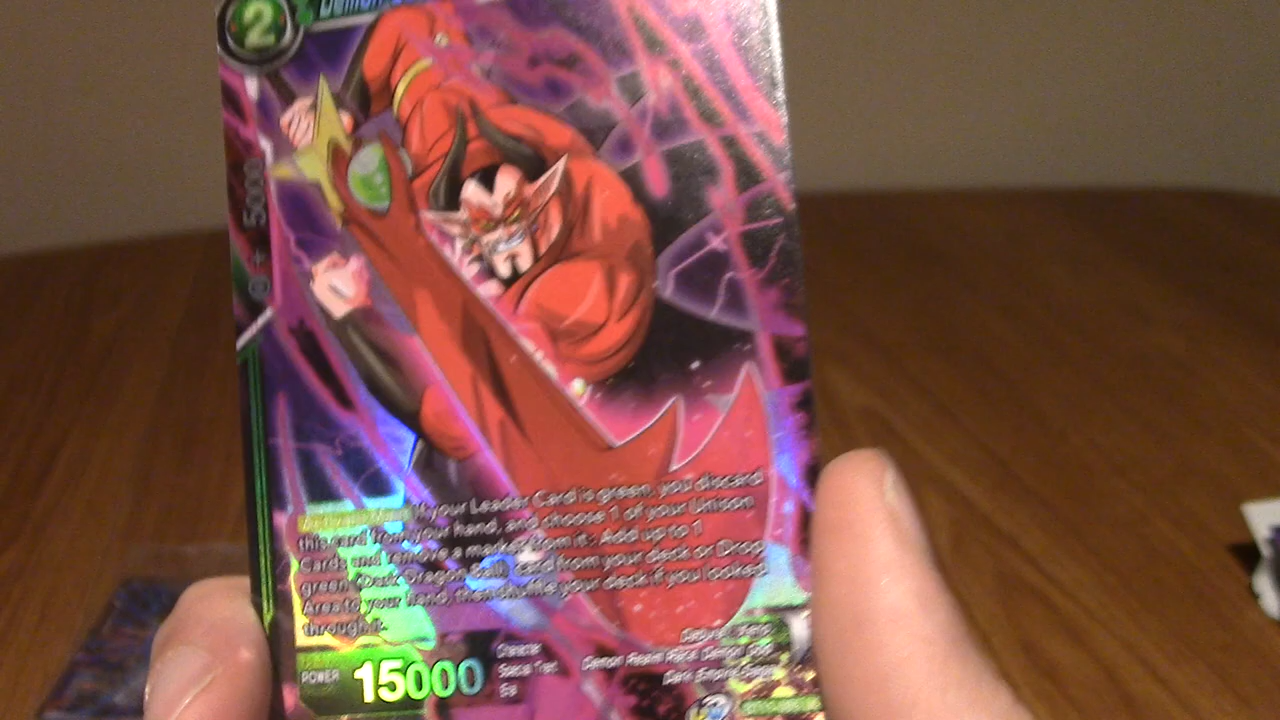 2
Demon
5000
Activate Main If your Leader Card is green, you discard
this card from your hand, and choose 1 of your Unison
Cards and remove a marker from it : Add up to 1
green 《Dark Dragon Ball》 card from your deck or Drop
Area to your hand, then shuffle your deck if you looked
through it.
POWER 15000
Character
Special Trait
Era
Demon Realm Race Demon God